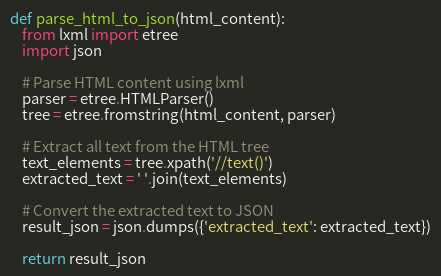 def parse_html_to_json(html_content):
    from lxml import etree
    import json

    # Parse HTML content using lxml
    parser = etree.HTMLParser()
    tree = etree.fromstring(html_content, parser)

    # Extract all text from the HTML tree
    text_elements = tree.xpath('//text()')
    extracted_text = ' '.join(text_elements)

    # Convert the extracted text to JSON
    result_json = json.dumps({'extracted_text': extracted_text})

    return result_json